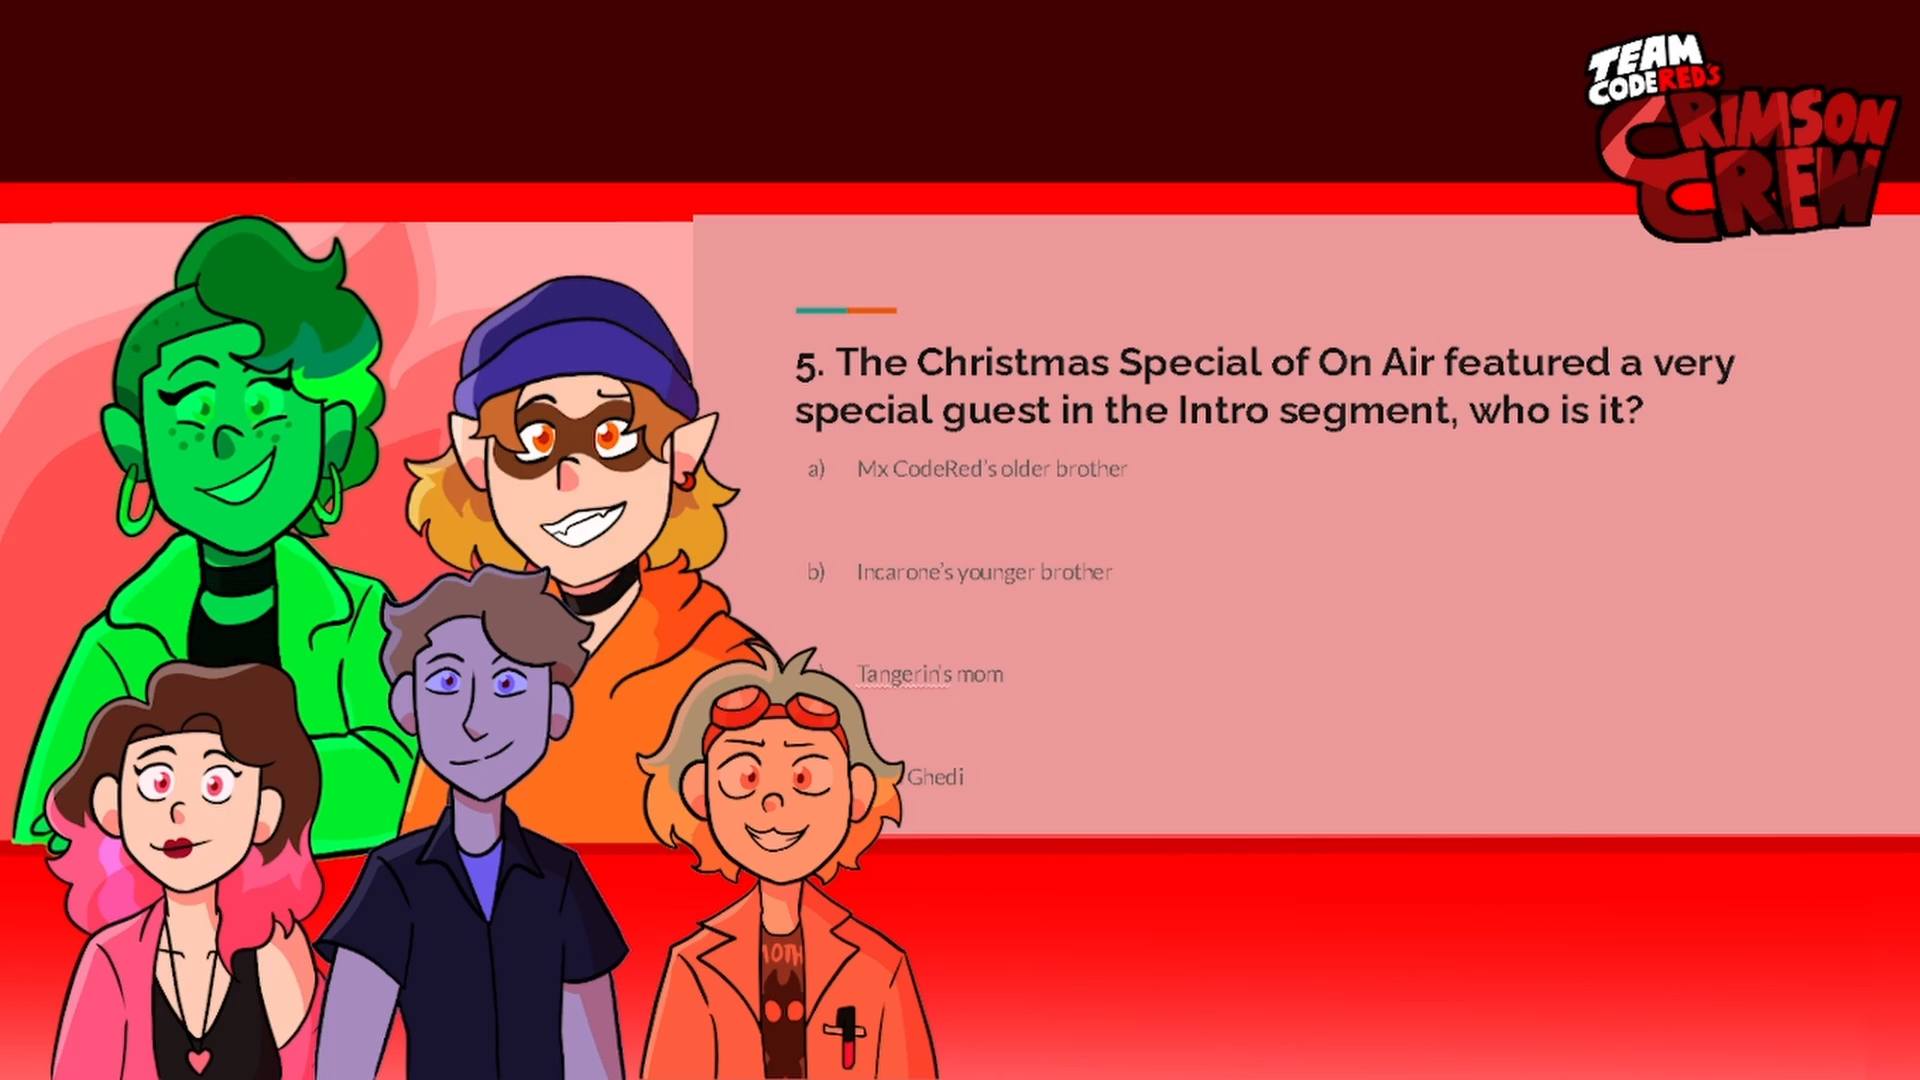 TEAM
CODERED'S
CRIMSON
CREW
5. The Christmas Special of On Air featured a very
special guest in the Intro segment, who is it?
a) Mx CodeRed's older brother
b) Incarone's younger brother
) Tangerin's mom
Ghedi